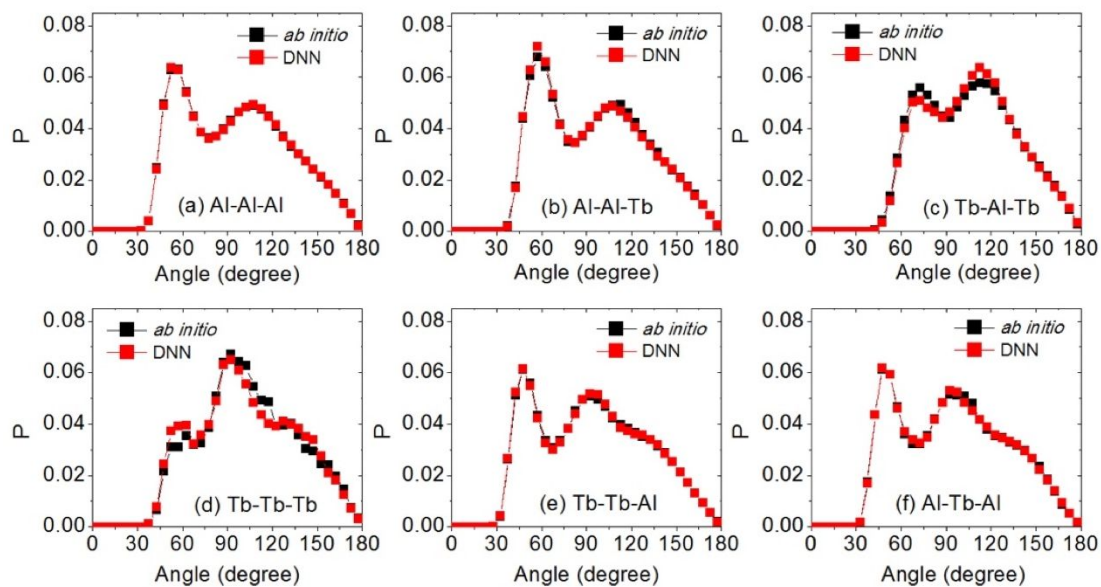 0.08
0.06
0.04
0.02
0.00
P
ab initio
DNN
(a) Al-Al-Al
0 30 60 90 120 150 180
Angle (degree)
0.08
0.06
0.04
0.02
0.00
P
ab initio
DNN
(b) Al-Al-Tb
0 30 60 90 120 150 180
Angle (degree)
0.08
0.06
0.04
0.02
0.00
P
ab initio
DNN
(c) Tb-Al-Tb
0 30 60 90 120 150 180
Angle (degree)
0.08
0.06
0.04
0.02
0.00
P
ab initio
DNN
(d) Tb-Tb-Tb
0 30 60 90 120 150 180
Angle (degree)
0.08
0.06
0.04
0.02
0.00
P
ab initio
DNN
(e) Tb-Tb-Al
0 30 60 90 120 150 180
Angle (degree)
0.08
0.06
0.04
0.02
0.00
P
ab initio
DNN
(f) Al-Tb-Al
0 30 60 90 120 150 180
Angle (degree)